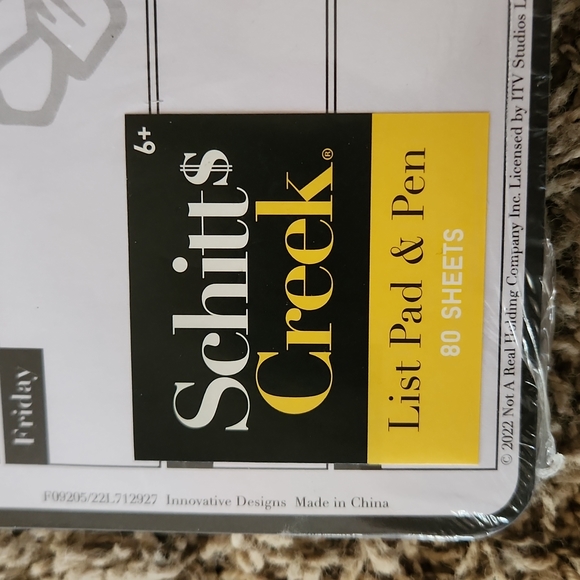 6+
Schitt$
Creek®
List Pad & Pen
80 SHEETS
Friday
© 2022 Not A Real Holding Company Inc. Licensed by ITV Studios L
F09205/22L712927 Innovative Designs Made in China